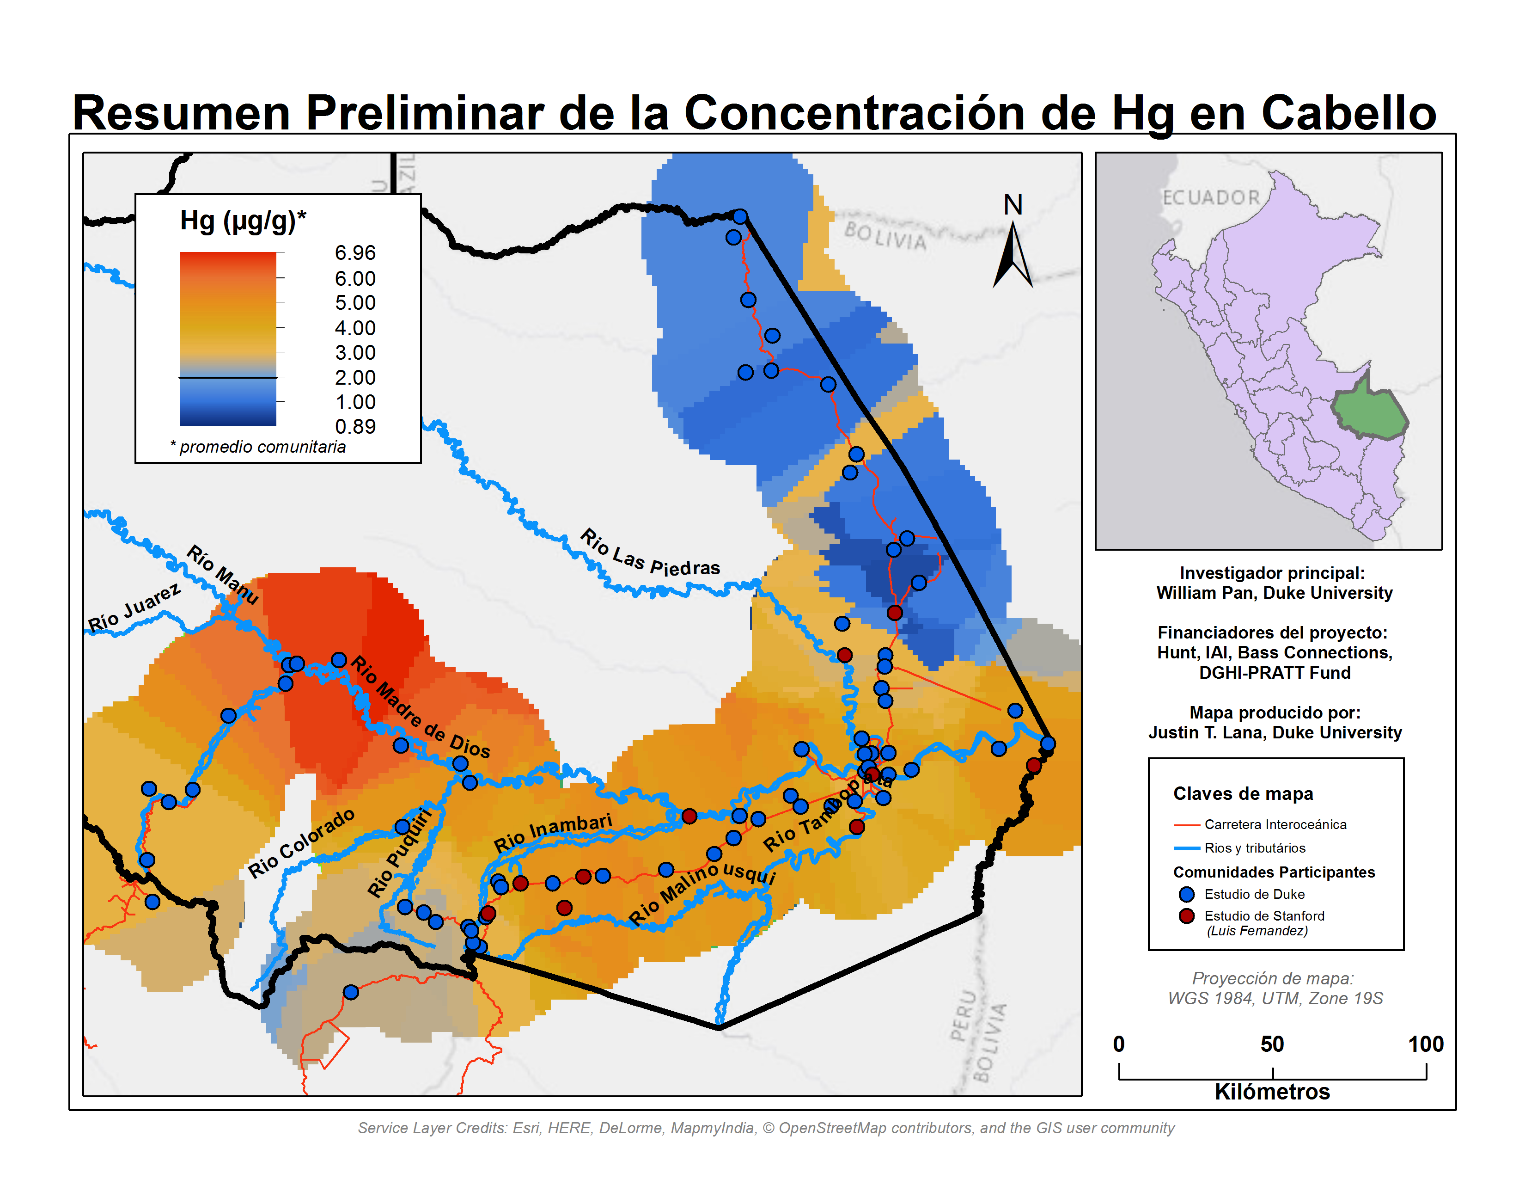 Resumen Preliminar de la Concentración de Hg en Cabello
U
AZIL
Hg (µg/g)*
6.96
6.00
5.00
4.00
3.00
2.00
1.00
0.89
* promedio comunitaria
N
BOLIVIA
ECUADOR
Rio Las Piedras
Río Manu
Río Juarez
Rio Madre de Dios
Rio Colorado
Rio Puquiri
Rio Inambari
Rio Tambopata
Rio Malinousqui
PERU
BOLIVIA
Investigador principal:
William Pan, Duke University
Financiadores del proyecto:
Hunt, IAI, Bass Connections,
DGHI-PRATT Fund
Mapa producido por:
Justin T. Lana, Duke University
Claves de mapa
Carretera Interoceánica
Rios y tributários
Comunidades Participantes
Estudio de Duke
Estudio de Stanford
(Luis Fernandez)
Proyección de mapa:
WGS 1984, UTM, Zone 19S
0 50 100
Kilómetros
Service Layer Credits: Esri, HERE, DeLorme, MapmyIndia, © OpenStreetMap contributors, and the GIS user community